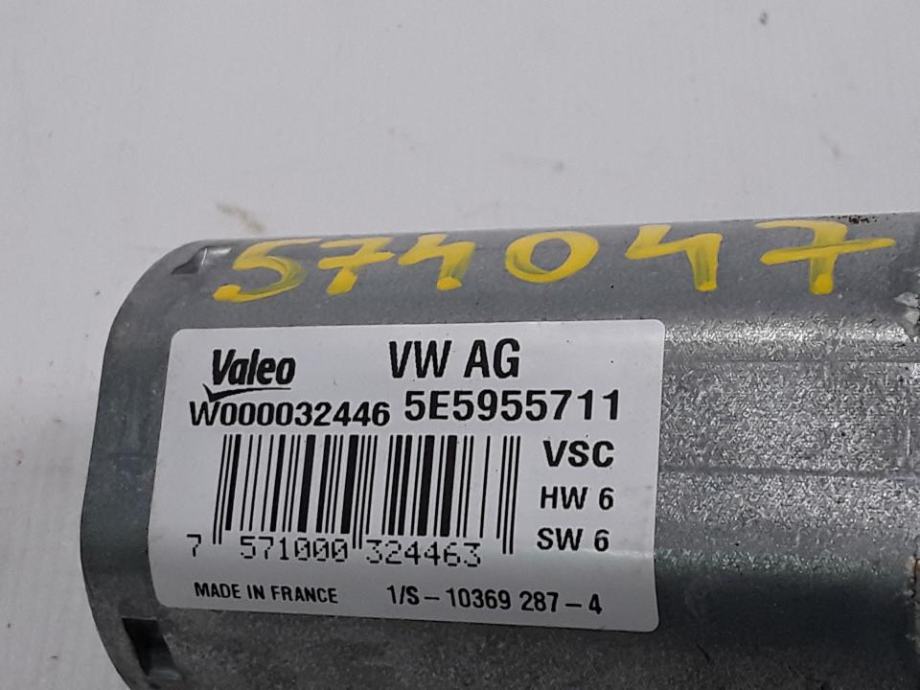 574047
Valeo VW AG
W000032446 5E5955711
VSC
HW 6
SW 6
7 571000 324463
MADE IN FRANCE 1/S-10369 287-4